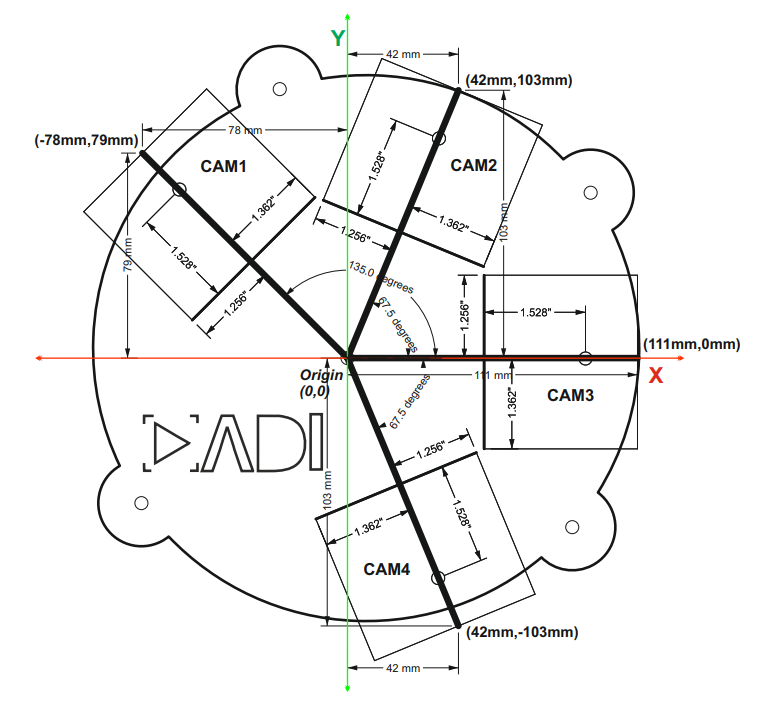 Y
42 mm
(42mm,103mm)
78 mm
(-78mm,79mm)
CAM1
CAM2
1.528"
1.362"
1.362"
103 mm
1.256"
1.528"
79 mm
135.0 degrees
1.256"
1.256"
1.528"
67.5 degrees
(111mm,0mm)
Origin
(0,0)
111 mm
X
67.5 degrees
1.362"
CAM3
ADI
1.256"
103 mm
1.528"
1.362"
CAM4
(42mm,-103mm)
42 mm